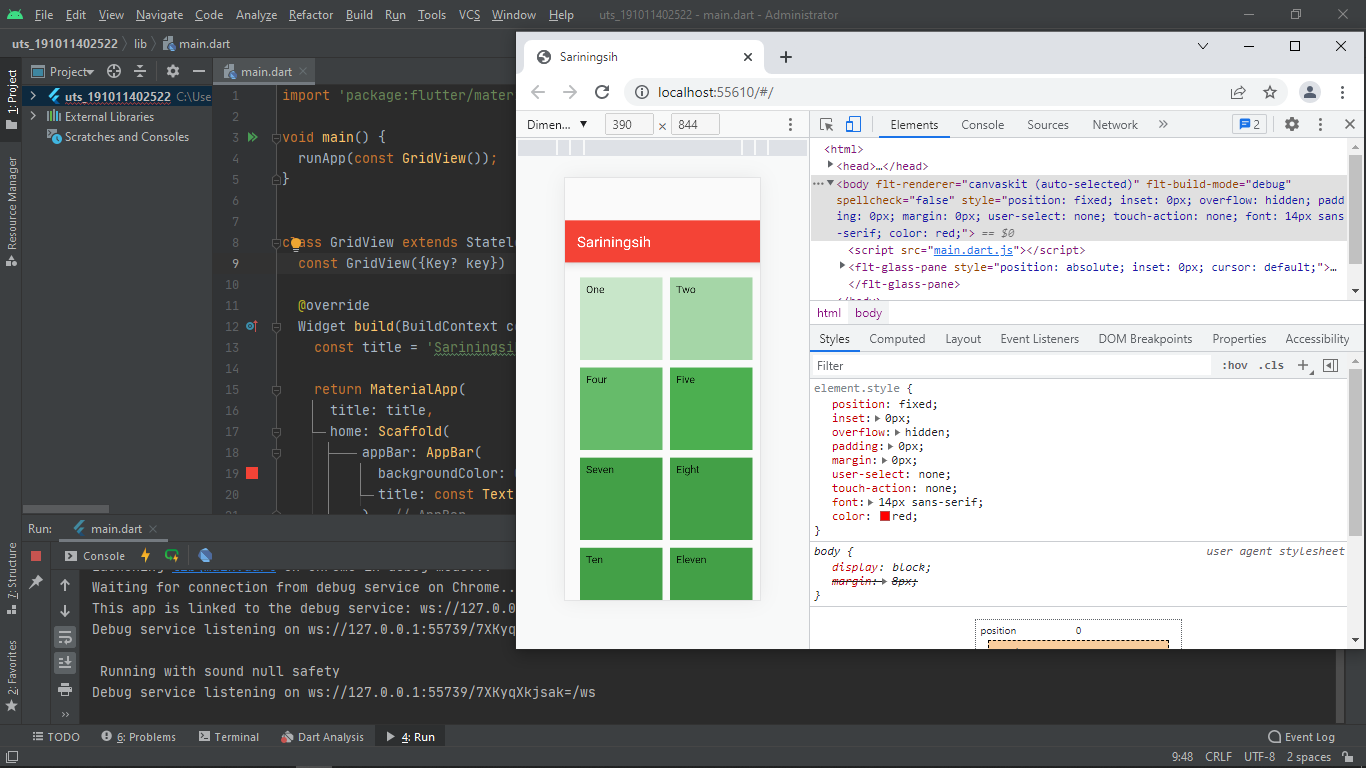 File Edit View Navigate Code Analyze Refactor Build Run Tools VCS Window Help uts_191011402522 - main.dart - Administrator
uts_191011402522 lib main.dart
1: Project
Resource Manager
7: Structure
2: Favorites
Project
main.dart
uts_191011402522 C:\Use
External Libraries
Scratches and Consoles
1 import 'package:flutter/mater
2
3 void main() {
4 runApp(const GridView());
5 }
6
7
8 class GridView extends Statel
9 const GridView({Key? key})
10
11 @override
12 Widget build(BuildContext c
13 const title = 'Sariningsi
14
15 return MaterialApp(
16 title: title,
17 home: Scaffold(
18 appBar: AppBar(
19 backgroundColor:
20 title: const Text
Sariningsih
localhost:55610/#/
Dimen... 390 x 844
Sariningsih
One Two
Four Five
Seven Eight
Ten Eleven
Elements Console Sources Network » 2
<html>
<head>…</head>
<body flt-renderer="canvaskit (auto-selected)" flt-build-mode="debug"
spellcheck="false" style="position: fixed; inset: 0px; overflow: hidden; padd
ing: 0px; margin: 0px; user-select: none; touch-action: none; font: 14px sans
-serif; color: red;"> == $0
<script src="main.dart.js"></script>
<flt-glass-pane style="position: absolute; inset: 0px; cursor: default;">…
</flt-glass-pane>
html body
Styles Computed Layout Event Listeners DOM Breakpoints Properties Accessibility
Filter :hov .cls +
element.style {
position: fixed;
inset: 0px;
overflow: hidden;
padding: 0px;
margin: 0px;
user-select: none;
touch-action: none;
font: 14px sans-serif;
color: red;
}
body { user agent stylesheet
display: block;
margin: 8px;
}
position 0
Run: main.dart
Console
Waiting for connection from debug service on Chrome..
This app is linked to the debug service: ws://127.0.0
Debug service listening on ws://127.0.0.1:55739/7XKyq
Running with sound null safety
Debug service listening on ws://127.0.0.1:55739/7XKyqXkjsak=/ws
TODO 6: Problems Terminal Dart Analysis 4: Run Event Log
9:48 CRLF UTF-8 2 spaces